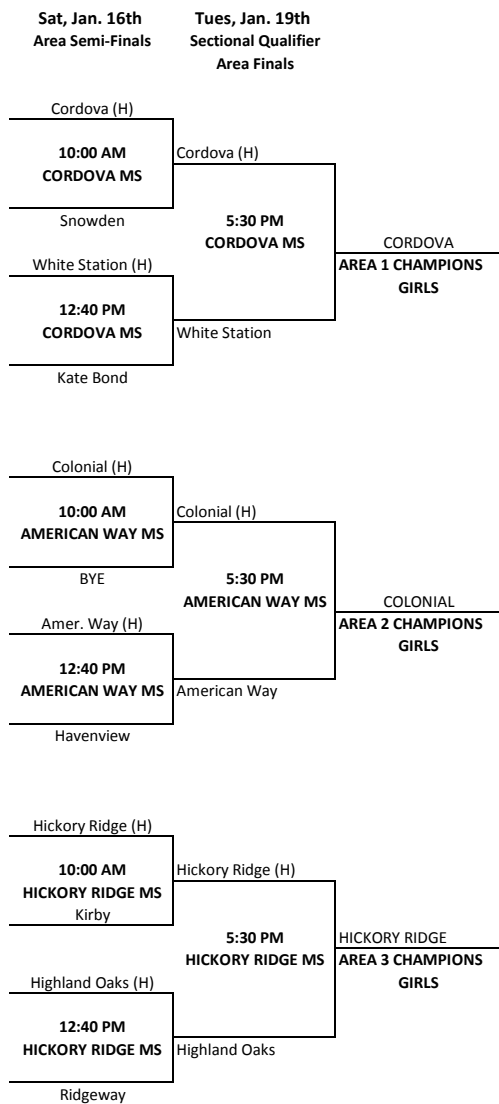 Sat, Jan. 16th
Area Semi-Finals
Tues, Jan. 19th
Sectional Qualifier
Area Finals
Cordova (H)
10:00 AM
CORDOVA MS
Snowden
Cordova (H)
5:30 PM
CORDOVA MS
CORDOVA
AREA 1 CHAMPIONS
GIRLS
White Station (H)
12:40 PM
CORDOVA MS
Kate Bond
White Station
Colonial (H)
10:00 AM
AMERICAN WAY MS
BYE
Colonial (H)
5:30 PM
AMERICAN WAY MS
COLONIAL
AREA 2 CHAMPIONS
GIRLS
Amer. Way (H)
12:40 PM
AMERICAN WAY MS
Havenview
American Way
Hickory Ridge (H)
10:00 AM
HICKORY RIDGE MS
Kirby
Hickory Ridge (H)
5:30 PM
HICKORY RIDGE MS
HICKORY RIDGE
AREA 3 CHAMPIONS
GIRLS
Highland Oaks (H)
12:40 PM
HICKORY RIDGE MS
Ridgeway
Highland Oaks